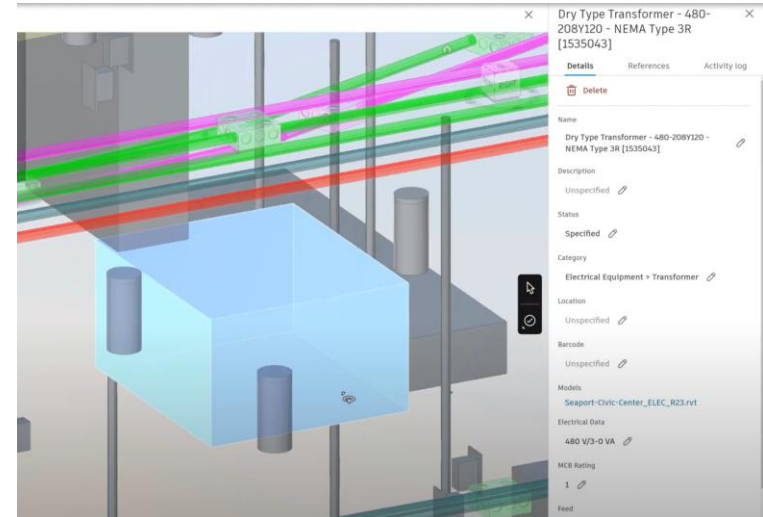 Dry Type Transformer - 480-
208Y120 - NEMA Type 3R
[1535043]
Details References Activity log
Delete
Name
Dry Type Transformer - 480-208Y120 -
NEMA Type 3R [1535043]
Description
Unspecified
Status
Specified
Category
Electrical Equipment > Transformer
Location
Unspecified
Barcode
Unspecified
Models
Seaport-Civic-Center_ELEC_R23.rvt
Electrical Data
480 V/3-0 VA
MCB Rating
1
Feed